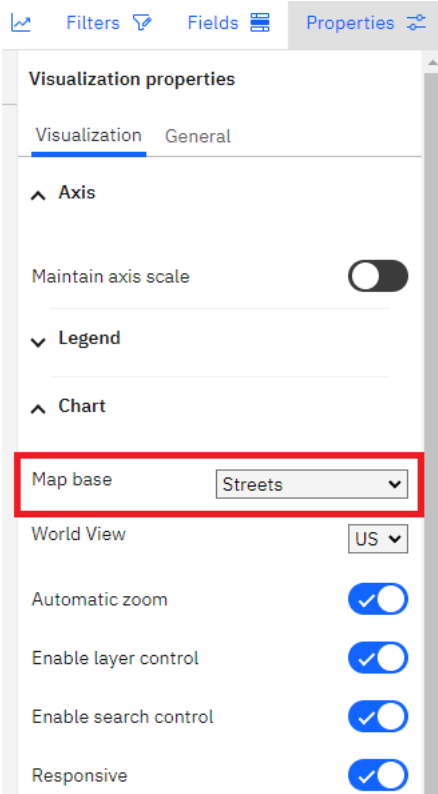 Filters Fields Properties
Visualization properties
Visualization General
Axis
Maintain axis scale
Legend
Chart
Map base Streets
World View US
Automatic zoom
Enable layer control
Enable search control
Responsive